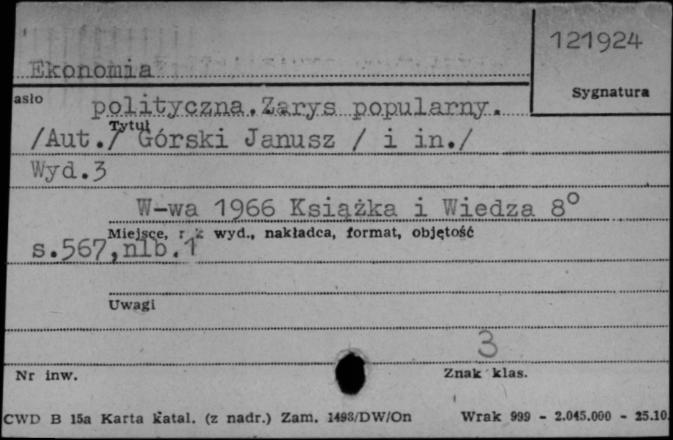 121924
Ekonomia
Sygnatura
asło
polityczna.Zarys popularny.
Tytuł
/Aut./ Górski Janusz / i in./
Wyd.3
W-wa 1966 Książka i Wiedza 8°
Miejsce, r k wyd., nakładca, format, objętość
s.567,nlb.1
Uwagi
3
Nr inw.
Znak klas.
CWD B 15a Karta katal. (z nadr.) Zam. 1493/DW/On Wrak 999 - 2.045.000 - 25.10.